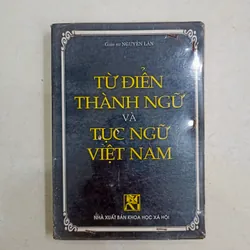 Giáo sư NGUYỄN LÂN
TỪ ĐIỂN
THÀNH NGỮ
VÀ
TỤC NGỮ
VIỆT NAM
NHÀ XUẤT BẢN KHOA HỌC XÃ HỘI